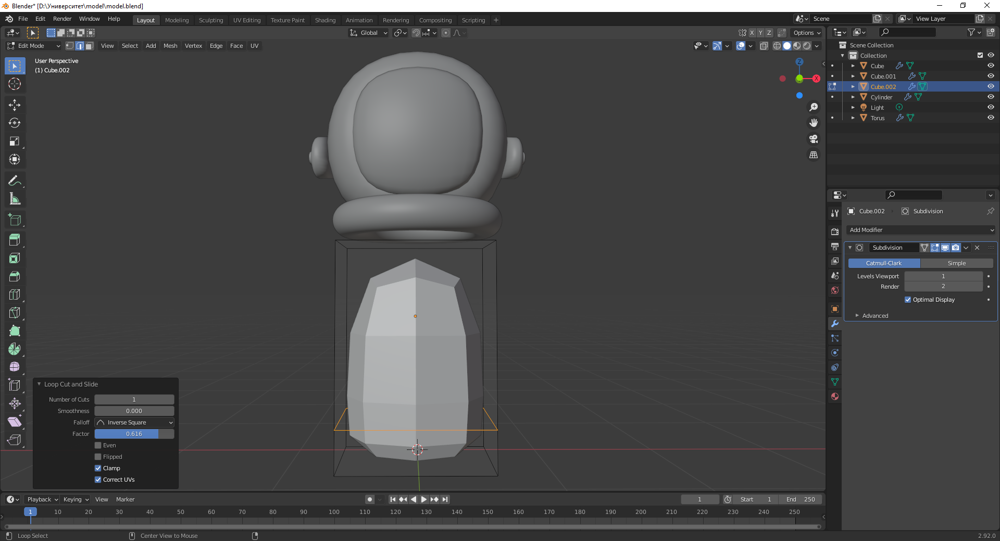 Blender* [D:\Университет\model\model.blend]
File Edit Render Window Help Layout Modeling Sculpting UV Editing Texture Paint Shading Animation Rendering Compositing Scripting + Scene View Layer
Global X Y Z Options
Edit Mode View Select Add Mesh Vertex Edge Face UV
User Perspective
(1) Cube.002
Z
X
Scene Collection
Collection
Cube
Cube.001
Cube.002
Cylinder
Light
Torus
Cube.002 Subdivision
Add Modifier
Subdivision
Catmull-Clark Simple
Levels Viewport 1
Render 2
Optimal Display
Advanced
Loop Cut and Slide
Number of Cuts 1
Smoothness 0.000
Falloff Inverse Square
Factor 0.616
Even
Flipped
Clamp
Correct UVs
Playback Keying View Marker 1 Start 1 End 250
1 10 20 30 40 50 60 70 80 90 100 110 120 130 140 150 160 170 180 190 200 210 220 230 240 250
Loop Select Center View to Mouse 2.92.0